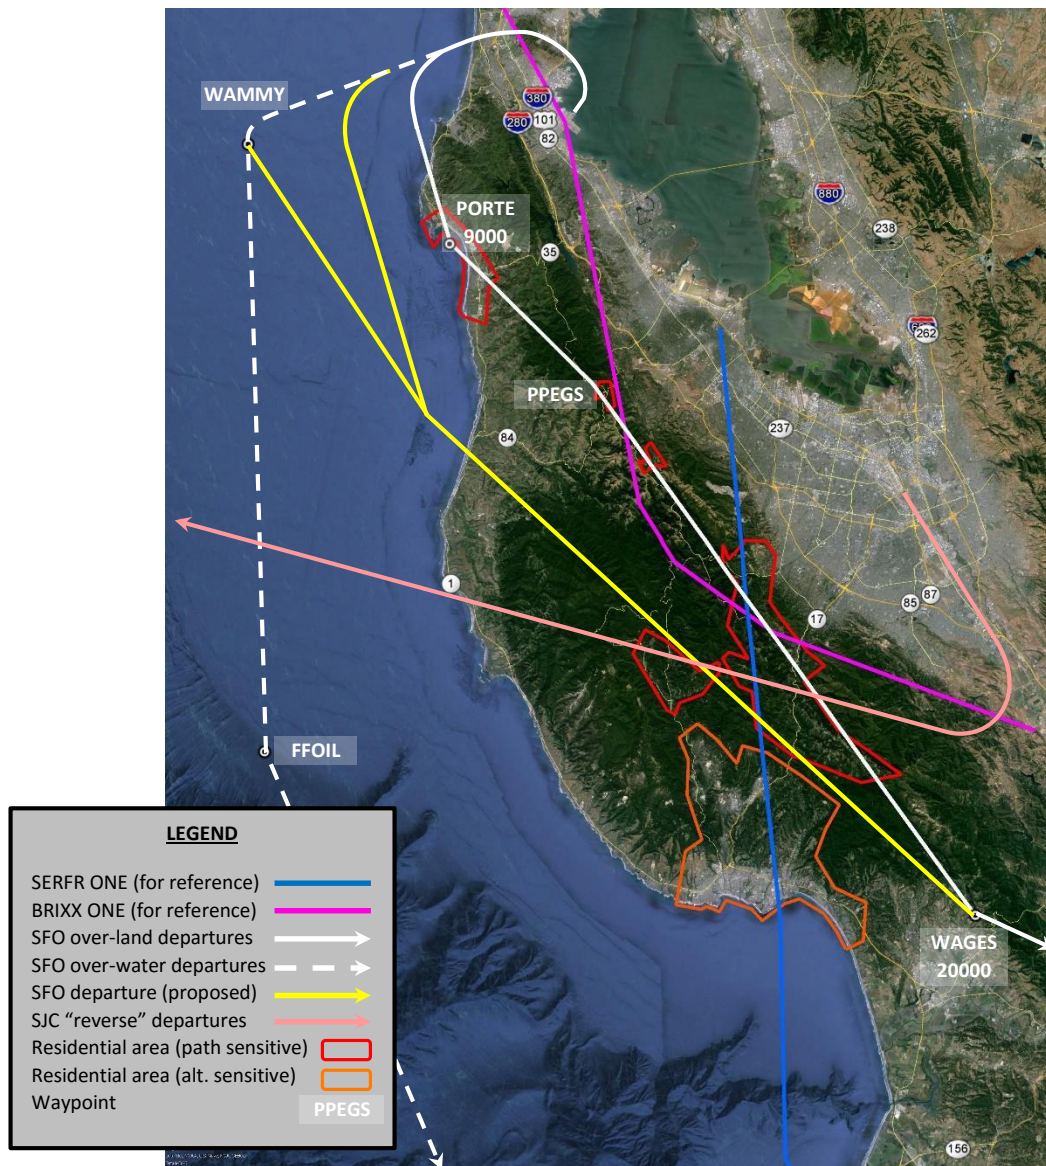 WAMMY
380
280
101
82
880
238
PORTE
9000
35
262
PPEGS
237
84
1
17
85
87
FFOIL
WAGES
20000
156
LEGEND
SERFR ONE (for reference)
BRIXX ONE (for reference)
SFO over-land departures
SFO over-water departures
SFO departure (proposed)
SJC “reverse” departures
Residential area (path sensitive)
Residential area (alt. sensitive)
Waypoint PPEGS